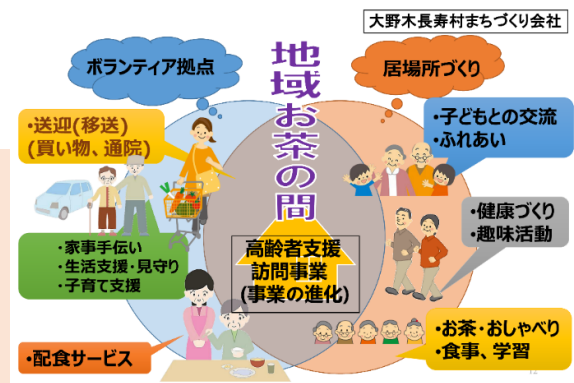 大野木長寿村まちづくり会社
ボランティア拠点
地域お茶の間
居場所づくり
・送迎(移送)
(買い物、通院)
・子どもとの交流
・ふれあい
・家事手伝い
・生活支援・見守り
・子育て支援
・健康づくり
・趣味活動
高齢者支援
訪問事業
(事業の進化)
・配食サービス
・お茶・おしゃべり
・食事、学習
12